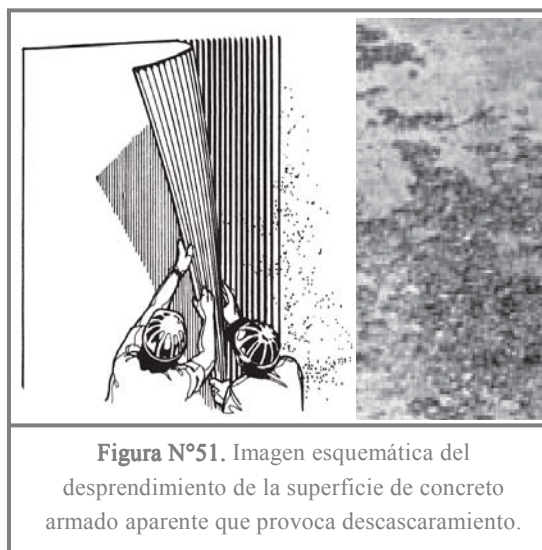 Figura N°51. Imagen esquemática del
desprendimiento de la superficie de concreto
armado aparente que provoca descascaramiento.